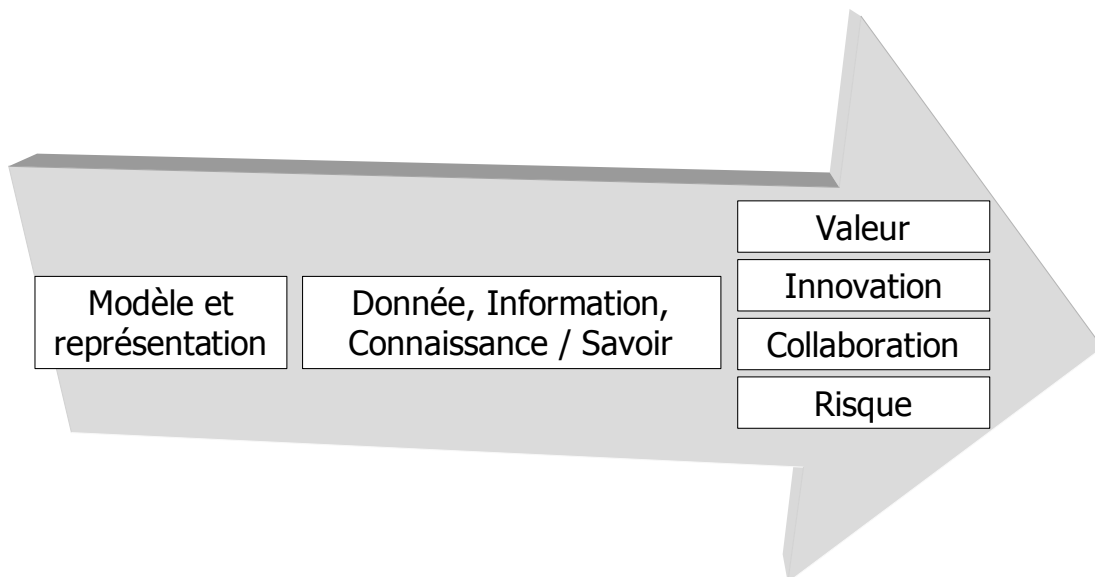 Modèle et
représentation
Donnée, Information,
Connaissance / Savoir
Valeur
Innovation
Collaboration
Risque